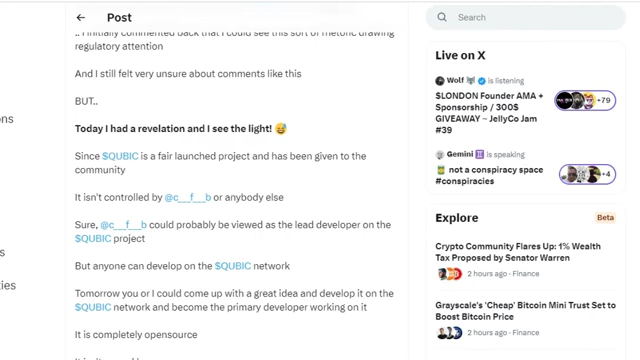 Post
.. I initially commented back that I could see this sort of rhetoric drawing
regulatory attention
And I still felt very unsure about comments like this
BUT..
Today I had a revelation and I see the light! 😅
Since $QUBIC is a fair launched project and has been given to the
community
It isn't controlled by @c___f___b or anybody else
Sure, @c___f___b could probably be viewed as the lead developer on the
$QUBIC project
But anyone can develop on the $QUBIC network
Tomorrow you or I could come up with a great idea and develop it on the
$QUBIC network and become the primary developer working on it
It is completely opensource
ons
s
ies
Search
Live on X
Wolf is listening
$LONDON Founder AMA +
Sponsorship / 300$
GIVEAWAY ~ JellyCo Jam
#39
+79
Gemini ♊ is speaking
not a conspiracy space
#conspiracies
+4
Explore
Beta
Crypto Community Flares Up: 1% Wealth
Tax Proposed by Senator Warren
2 hours ago · Finance
Grayscale's 'Cheap' Bitcoin Mini Trust Set to
Boost Bitcoin Price
2 hours ago · Finance